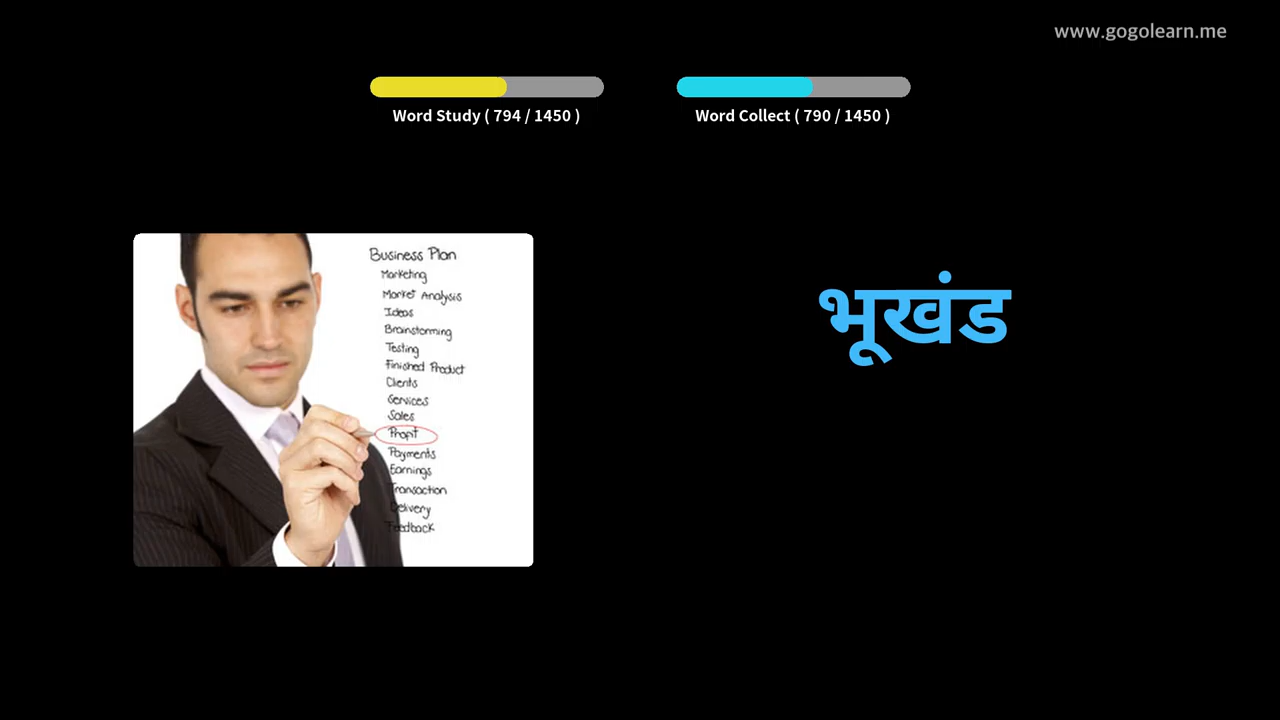 www.gogolearn.me
Word Study ( 794 / 1450 )
Word Collect ( 790 / 1450 )
Business Plan
Marketing
Market Analysis
Ideas
Brainstorming
Testing
Finished Product
Clients
Services
Sales
Profit
Payments
Earnings
Transaction
Delivery
Feedback
भूखंड